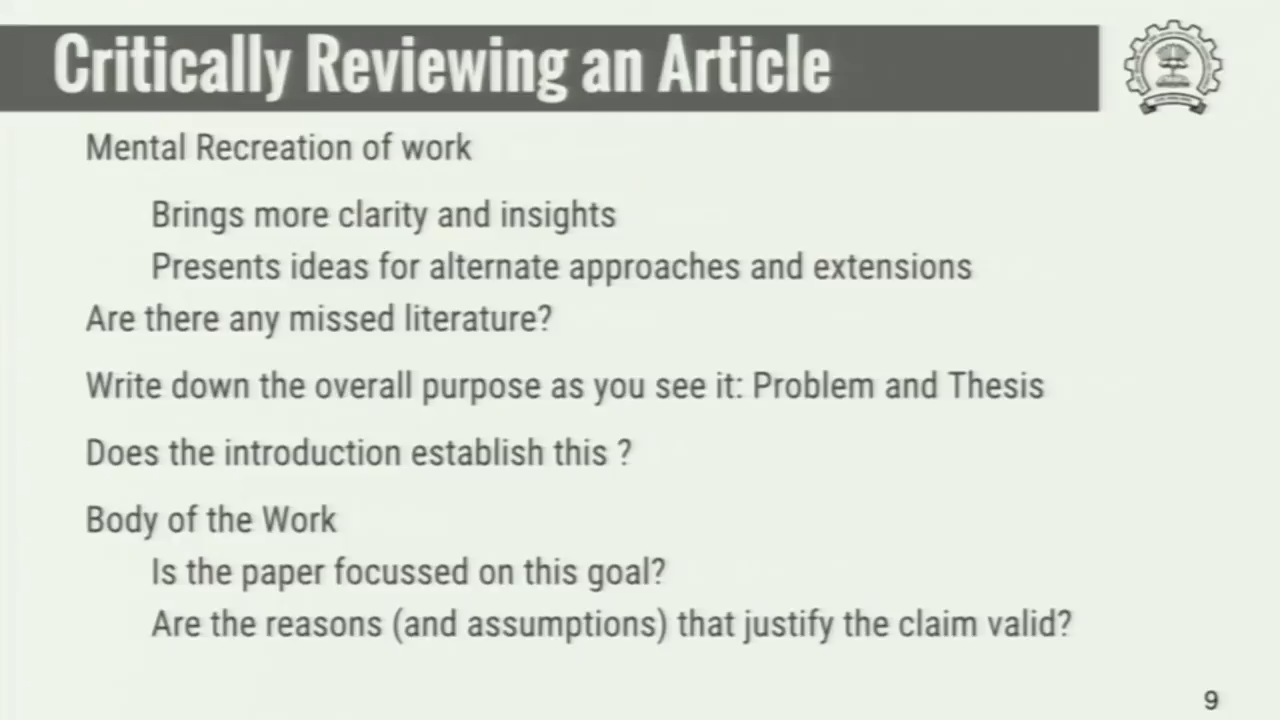 Critically Reviewing an Article
Mental Recreation of work
Brings more clarity and insights
Presents ideas for alternate approaches and extensions
Are there any missed literature?
Write down the overall purpose as you see it: Problem and Thesis
Does the introduction establish this ?
Body of the Work
Is the paper focussed on this goal?
Are the reasons (and assumptions) that justify the claim valid?
9